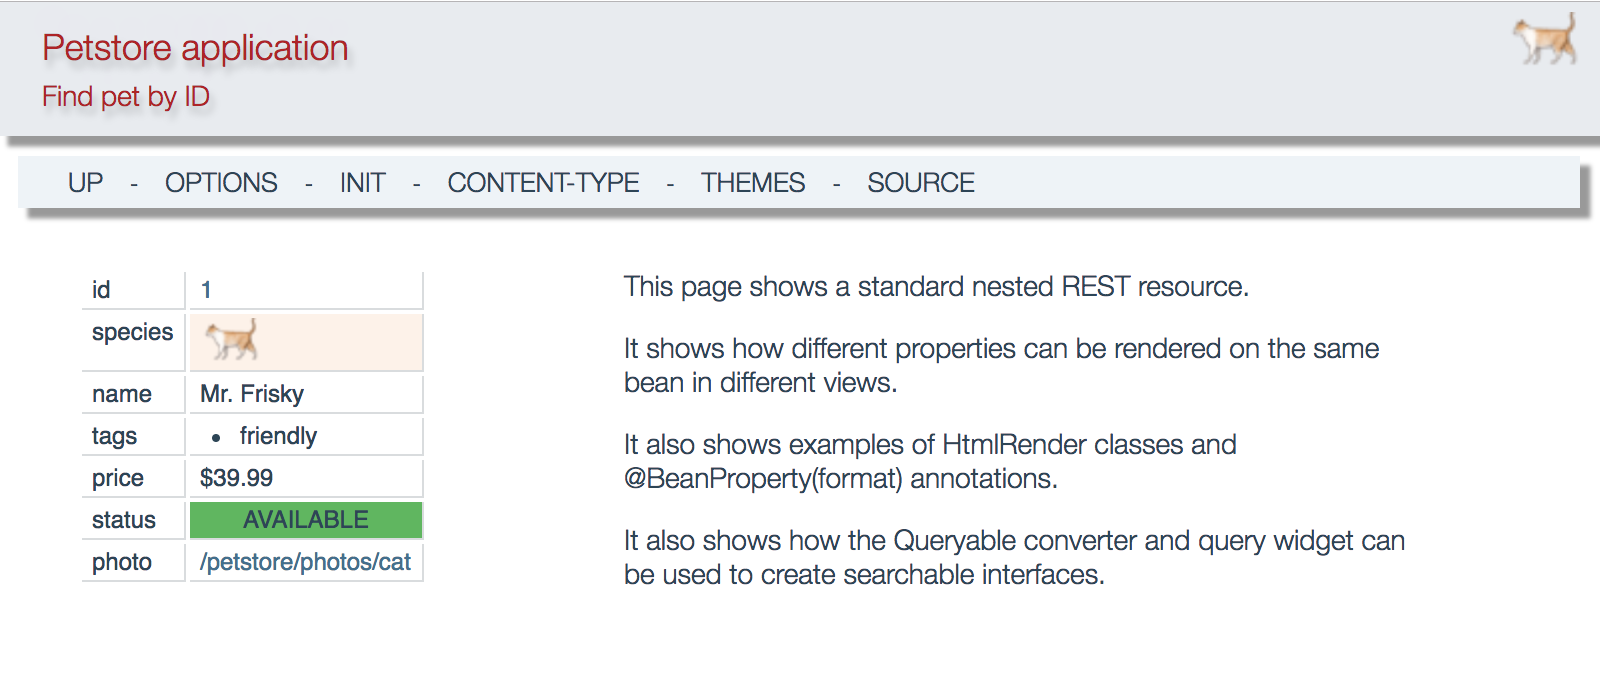 Petstore application
Find pet by ID
UP - OPTIONS - INIT - CONTENT-TYPE - THEMES - SOURCE
id 1
species
name Mr. Frisky
tags • friendly
price $39.99
status AVAILABLE
photo /petstore/photos/cat
This page shows a standard nested REST resource.
It shows how different properties can be rendered on the same
bean in different views.
It also shows examples of HtmlRender classes and
@BeanProperty(format) annotations.
It also shows how the Queryable converter and query widget can
be used to create searchable interfaces.